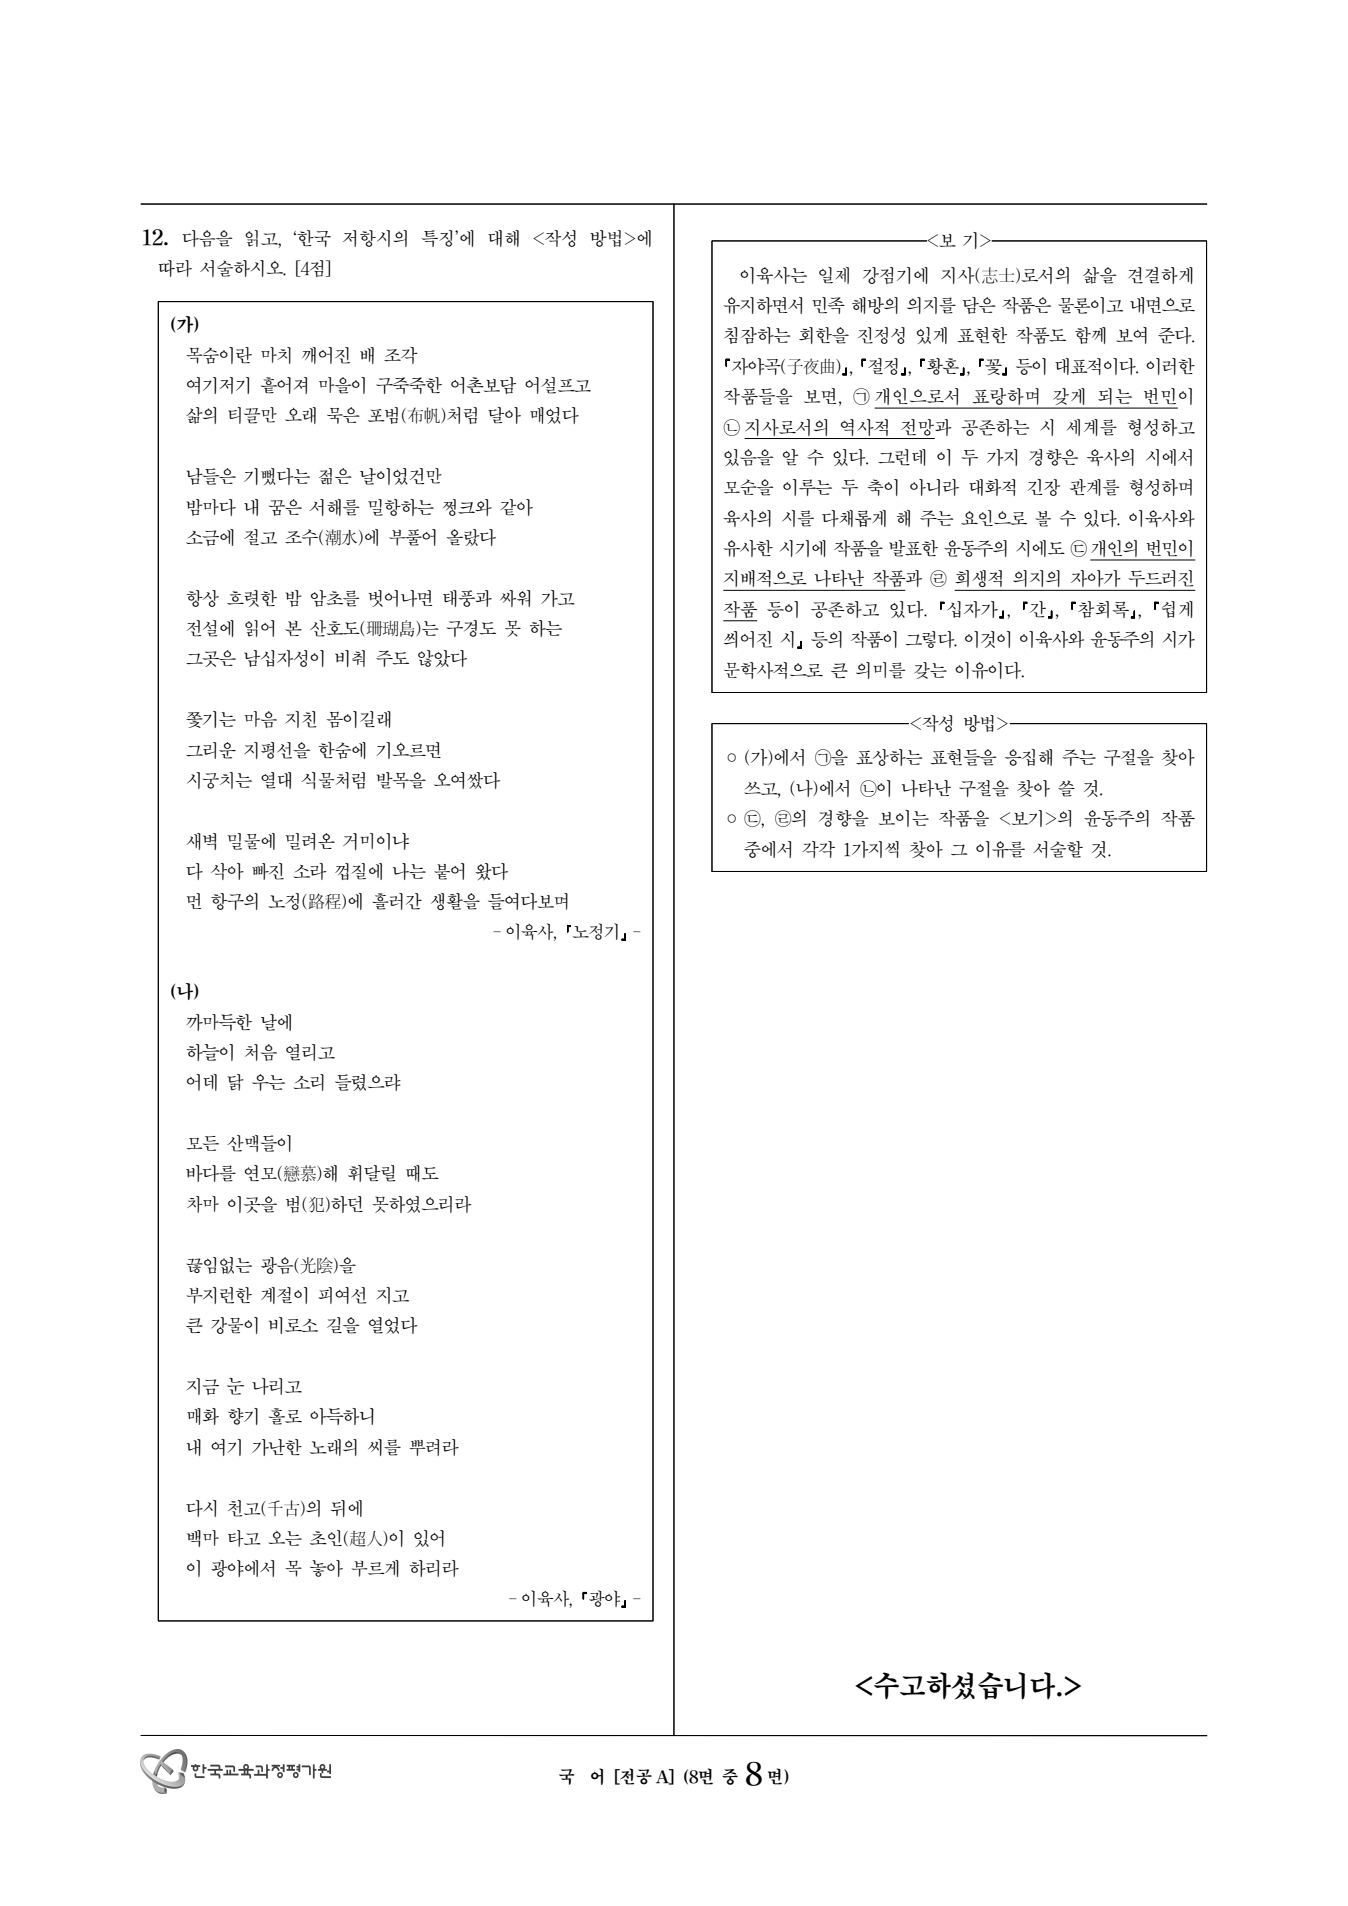 12. 다음을 읽고, ‘한국 저항시의 특징’에 대해 <작성 방법>에
따라 서술하시오. [4점]
(가)
목숨이란 마치 깨어진 배 조각
여기저기 흩어져 마을이 구죽죽한 어촌보담 어설프고
삶의 티끌만 오래 묵은 포범(布帆)처럼 달아 매었다
남들은 기뻤다는 젊은 날이었건만
밤마다 내 꿈은 서해를 밀항하는 쩡크와 같아
소금에 절고 조수(潮水)에 부풀어 올랐다
항상 흐렷한 밤 암초를 벗어나면 태풍과 싸워 가고
전설에 읽어 본 산호도(珊瑚島)는 구경도 못 하는
그곳은 남십자성이 비춰 주도 않았다
쫓기는 마음 지친 몸이길래
그리운 지평선을 한숨에 기오르면
시궁치는 열대 식물처럼 발목을 오여쌌다
새벽 밀물에 밀려온 거미이냐
다 삭아 빠진 소라 껍질에 나는 붙어 왔다
먼 항구의 노정(路程)에 흘러간 생활을 들여다보며
- 이육사, 『노정기』 -
(나)
까마득한 날에
하늘이 처음 열리고
어데 닭 우는 소리 들렸으랴
모든 산맥들이
바다를 연모(戀慕)해 휘달릴 때도
차마 이곳을 범(犯)하던 못하였으리라
끊임없는 광음(光陰)을
부지런한 계절이 피여선 지고
큰 강물이 비로소 길을 열었다
지금 눈 나리고
매화 향기 홀로 아득하니
내 여기 가난한 노래의 씨를 뿌려라
다시 천고(千古)의 뒤에
백마 타고 오는 초인(超人)이 있어
이 광야에서 목 놓아 부르게 하리라
- 이육사, 『광야』 -
<보 기>
이육사는 일제 강점기에 지사(志士)로서의 삶을 견결하게
유지하면서 민족 해방의 의지를 담은 작품은 물론이고 내면으로
침잠하는 회한을 진정성 있게 표현한 작품도 함께 보여 준다.
『자야곡(子夜曲)』, 『절정』, 『황혼』, 『꽃』 등이 대표적이다. 이러한
작품들을 보면, ㉠ 개인으로서 표랑하며 갖게 되는 번민이
㉡ 지사로서의 역사적 전망과 공존하는 시 세계를 형성하고
있음을 알 수 있다. 그런데 이 두 가지 경향은 육사의 시에서
모순을 이루는 두 축이 아니라 대화적 긴장 관계를 형성하며
육사의 시를 다채롭게 해 주는 요인으로 볼 수 있다. 이육사와
유사한 시기에 작품을 발표한 윤동주의 시에도 ㉢ 개인의 번민이
지배적으로 나타난 작품과 ㉣ 희생적 의지의 자아가 두드러진
작품 등이 공존하고 있다. 『십자가』, 『간』, 『참회록』, 『쉽게
씌어진 시』 등의 작품이 그렇다. 이것이 이육사와 윤동주의 시가
문학사적으로 큰 의미를 갖는 이유이다.
<작성 방법>
○ (가)에서 ㉠을 표상하는 표현들을 응집해 주는 구절을 찾아
쓰고, (나)에서 ㉡이 나타난 구절을 찾아 쓸 것.
○ ㉢, ㉣의 경향을 보이는 작품을 <보기>의 윤동주의 작품
중에서 각각 1가지씩 찾아 그 이유를 서술할 것.
<수고하셨습니다.>
한국교육과정평가원
국 어 [전공 A] (8면 중 8 면)